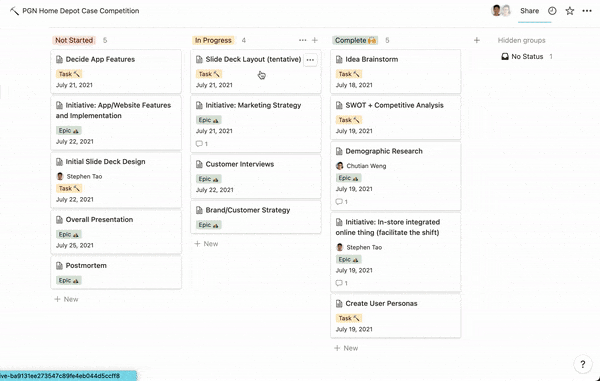 PGN Home Depot Case Competition
Share
Not Started 5
Decide App Features
Task
July 21, 2021
Initiative: App/Website Features
and Implementation
Epic
July 22, 2021
Initial Slide Deck Design
Stephen Tao
Task
July 22, 2021
Overall Presentation
Epic
July 25, 2021
Postmortem
Epic
+ New
In Progress 4
Slide Deck Layout (tentative)
Task
July 21, 2021
Initiative: Marketing Strategy
Epic
July 21, 2021
1
Customer Interviews
Epic
July 22, 2021
Brand/Customer Strategy
Epic
+ New
Complete 5
Idea Brainstorm
Task
July 18, 2021
SWOT + Competitive Analysis
Task
July 19, 2021
Demographic Research
Chutian Weng
Epic
July 19, 2021
1
Initiative: In-store integrated
online thing (facilitate the shift)
Stephen Tao
Epic
July 19, 2021
1
Create User Personas
Task
July 19, 2021
+ New
Hidden groups
No Status 1
?
ive-ba9131ee273547c89fe4eb044d5ccff8